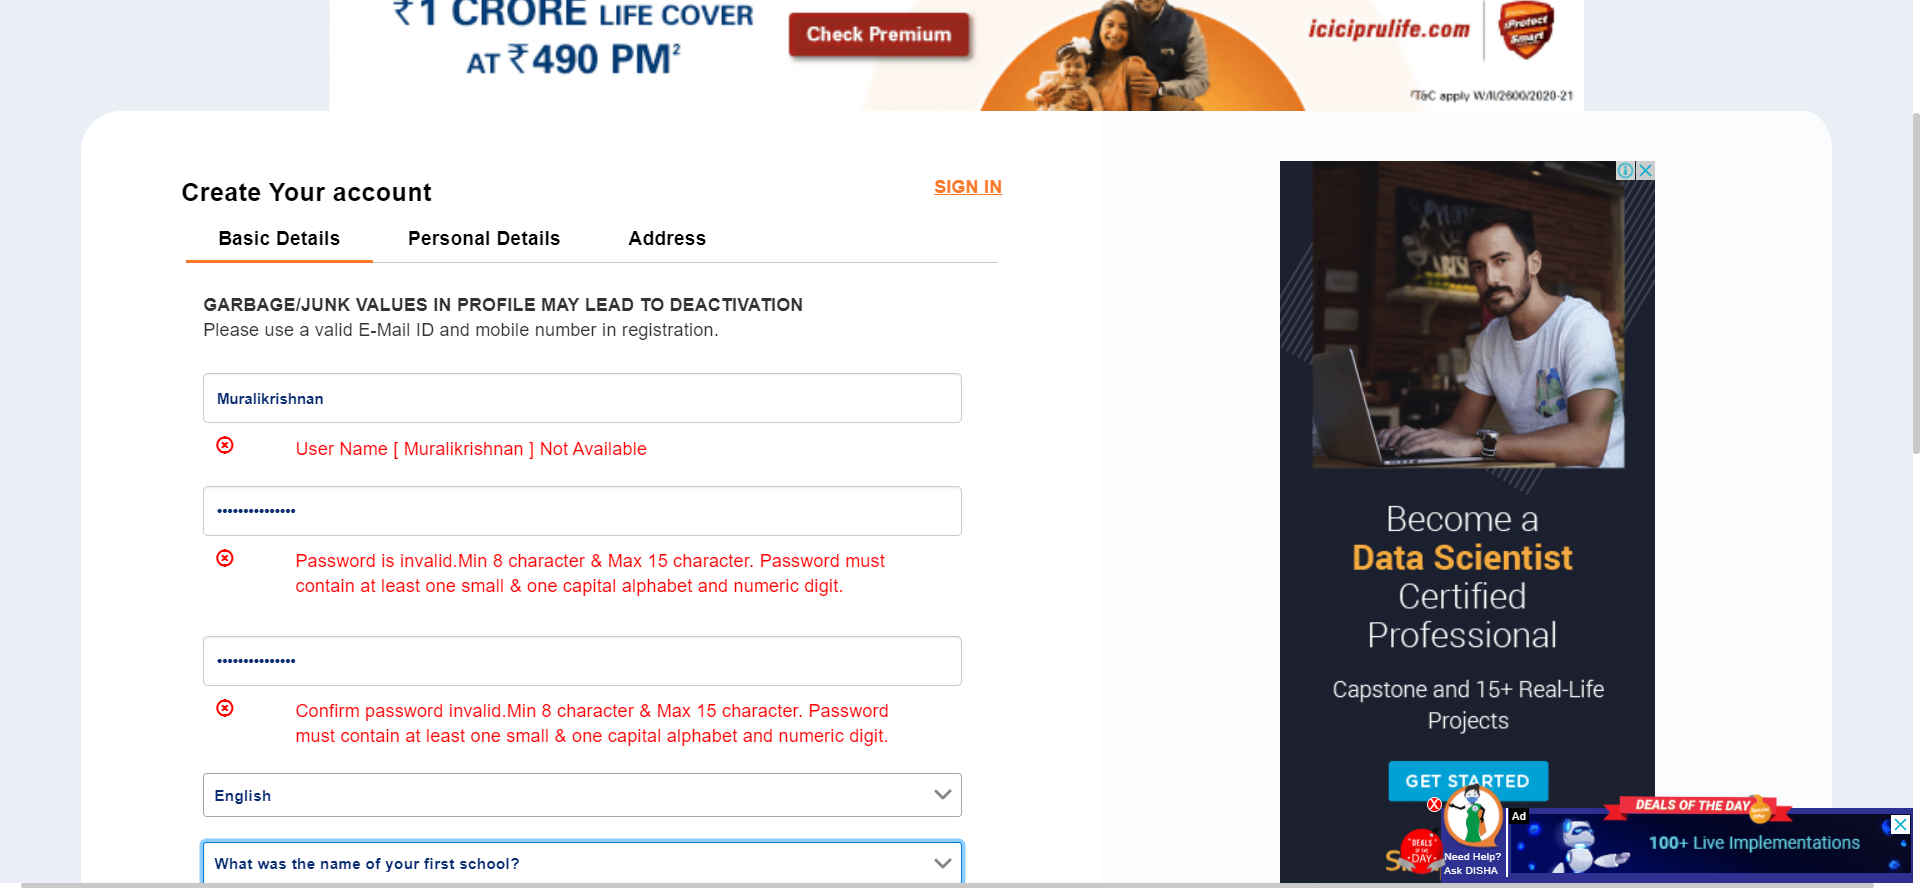 ₹1 CRORE LIFE COVER
AT ₹490 PM²
Check Premium
iciciprulife.com
iProtect
Smart
T&C apply W/II/2600/2020-21
Create Your account
SIGN IN
Basic Details
Personal Details
Address
GARBAGE/JUNK VALUES IN PROFILE MAY LEAD TO DEACTIVATION
Please use a valid E-Mail ID and mobile number in registration.
Muralikrishnan
User Name [ Muralikrishnan ] Not Available
•••••••••••••••
Password is invalid.Min 8 character & Max 15 character. Password must
contain at least one small & one capital alphabet and numeric digit.
•••••••••••••••
Confirm password invalid.Min 8 character & Max 15 character. Password
must contain at least one small & one capital alphabet and numeric digit.
English
What was the name of your first school?
Become a
Data Scientist
Certified
Professional
Capstone and 15+ Real-Life
Projects
GET STARTED
DEALS
OF THE
DAY
Need Help?
Ask DISHA
Ad
DEALS OF THE DAY
100+ Live Implementations